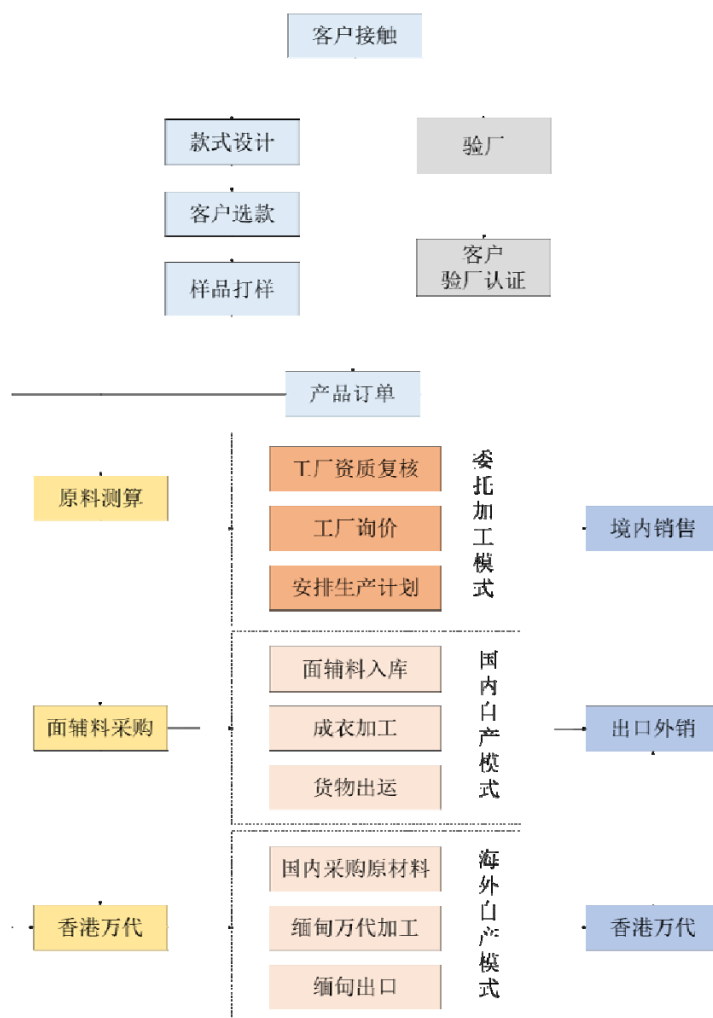 客户接触
款式设计
验厂
客户选款
客户
验厂认证
样品打样
产品订单
原料测算
工厂资质复核
工厂询价
安排生产计划
委托加工模式
境内销售
面辅料采购
面辅料入库
成衣加工
货物出运
国内自产模式
出口外销
香港万代
国内采购原材料
缅甸万代加工
缅甸出口
海外自产模式
香港万代